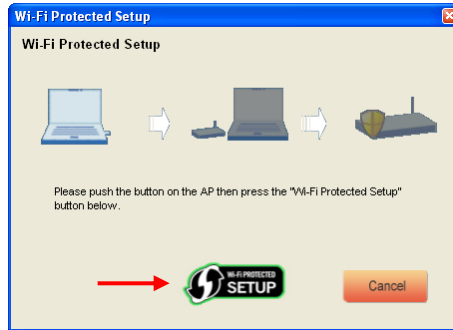 Wi-Fi Protected Setup
Wi-Fi Protected Setup
Please push the button on the AP then press the "Wi-Fi Protected Setup"
button below.
WI-FI PROTECTED
SETUP
Cancel